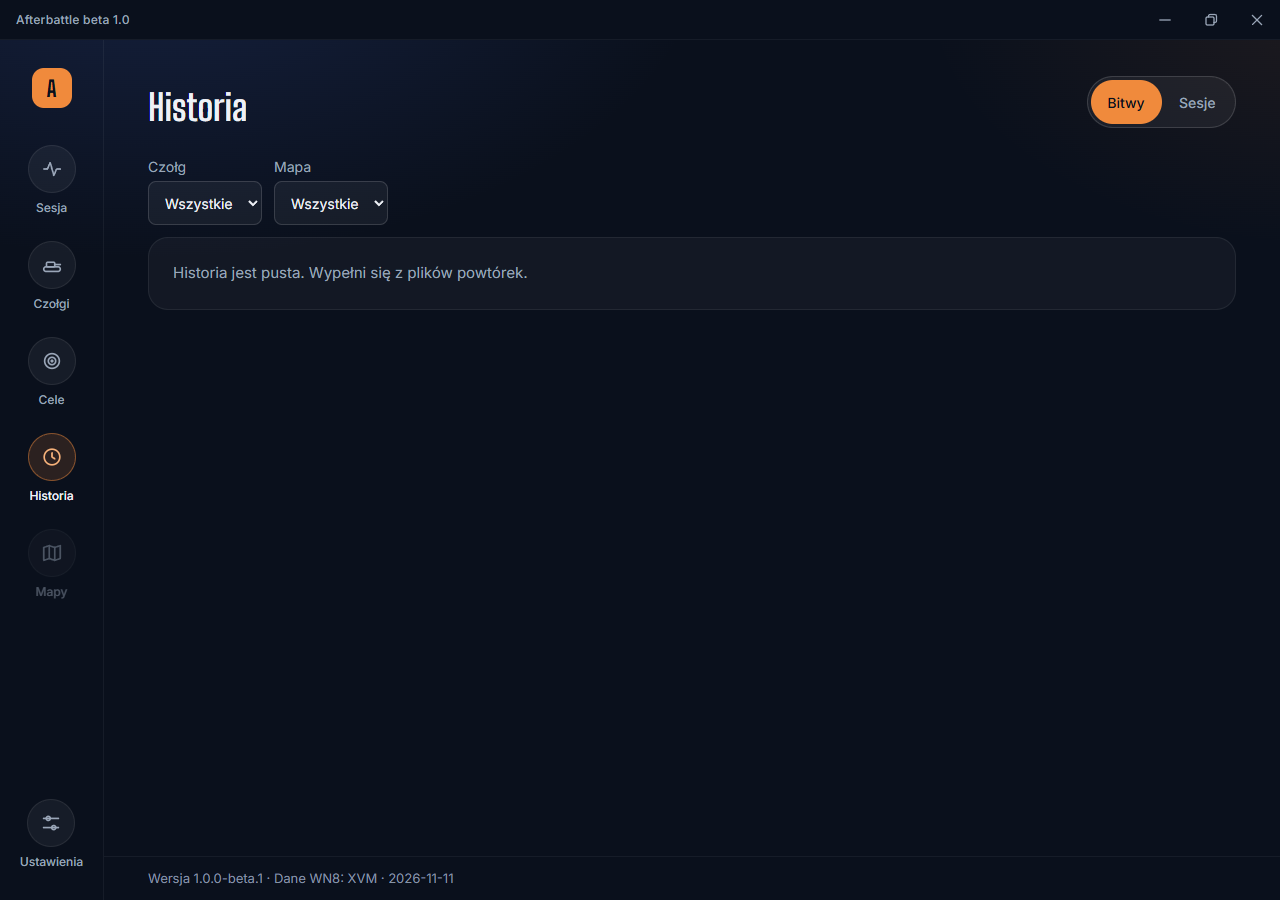 Afterbattle beta 1.0
A
Sesja
Czołgi
Cele
Historia
Mapy
Ustawienia
Historia
Bitwy
Sesje
Czołg
Mapa
Wszystkie
Wszystkie
Historia jest pusta. Wypełni się z plików powtórek.
Wersja 1.0.0-beta.1 · Dane WN8: XVM · 2026-11-11